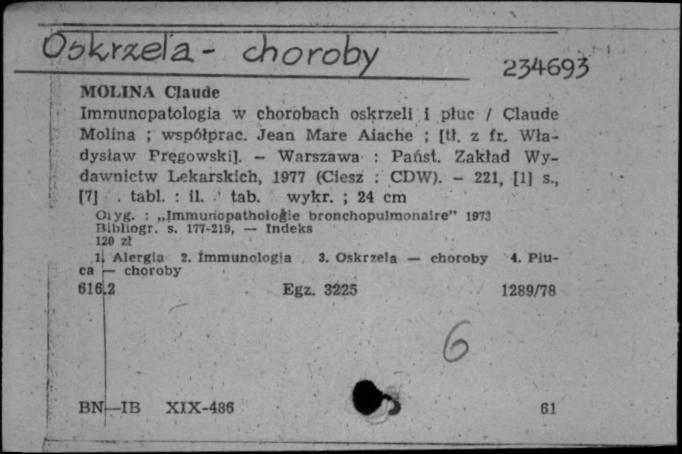 Oskrzela - choroby
234693
MOLINA Claude
Immunopatologia w chorobach oskrzeli i płuc / Claude
Molina ; współprac. Jean Marc Aiache ; [tł. z fr. Wła-
dysław Pręgowski]. — Warszawa : Państ. Zakład Wy-
dawnictw Lekarskich, 1977 (Ciesz : CDW). — 221, [1] s.,
[7] tabl. : il. tab. wykr. ; 24 cm
Oryg. : „Immunopathologie bronchopulmonaire" 1973
Bibliogr. s. 177-219, — Indeks
120 zł
1. Alergia 2. Immunologia 3. Oskrzela — choroby 4. Płu-
ca — choroby
616.2 Egz. 3225 1289/78
6
BN—IB XIX-486 61